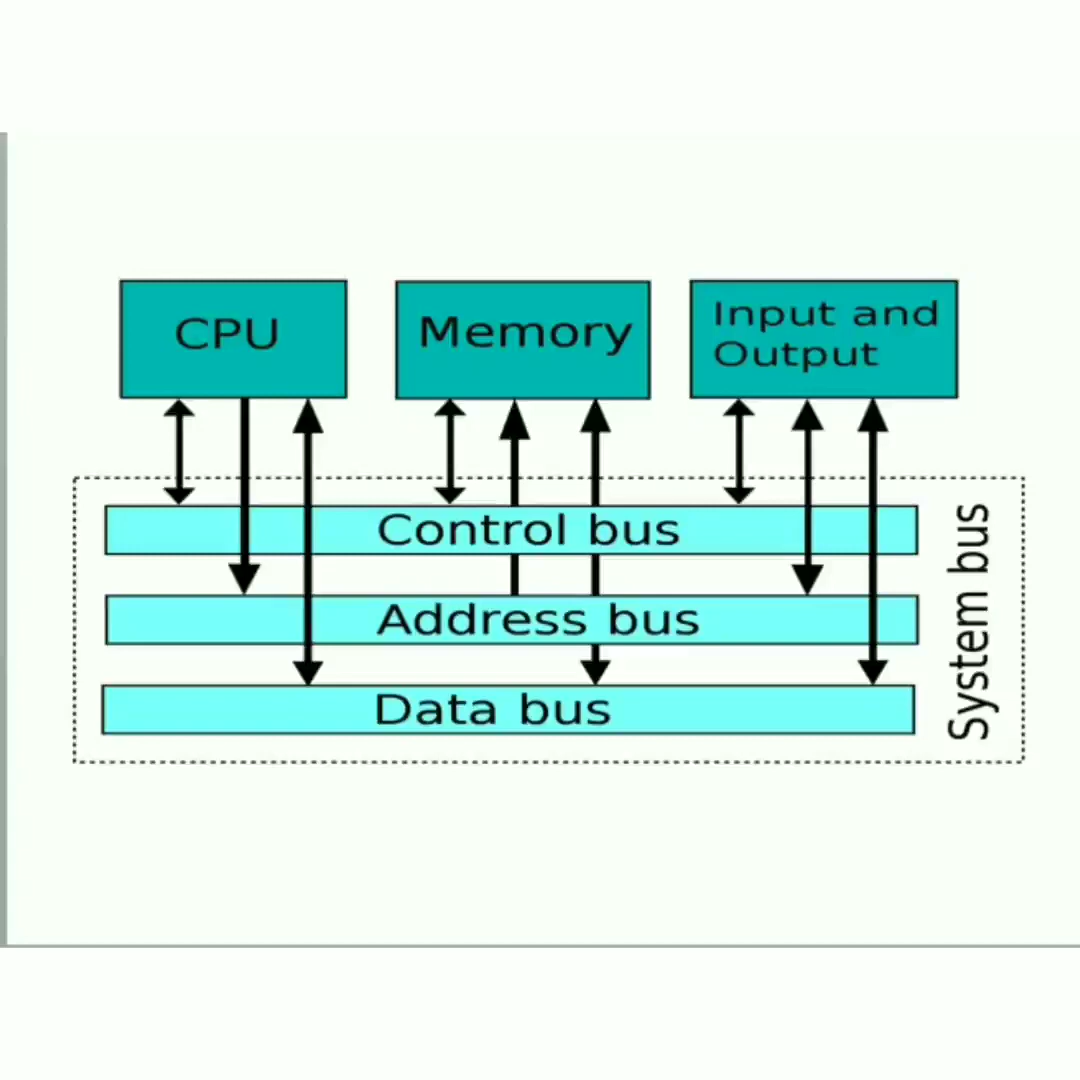 CPU
Memory
Input and
Output
Control bus
Address bus
Data bus
System bus